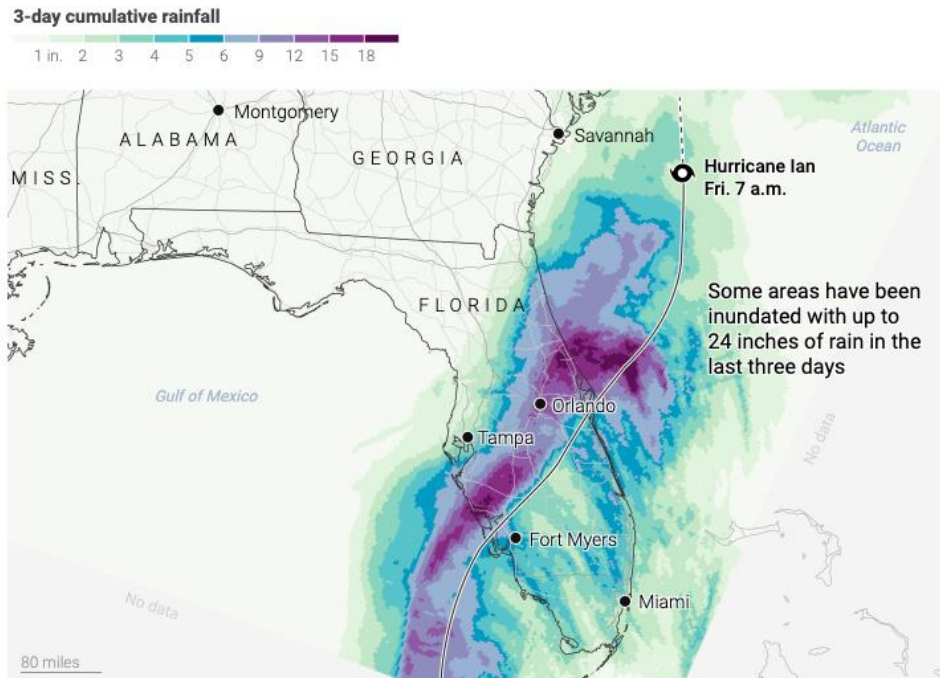 3-day cumulative rainfall
1 in. 2 3 4 5 6 9 12 15 18
Montgomery
ALABAMA
Savannah
Atlantic
Ocean
GEORGIA
MISS.
Hurricane Ian
Fri. 7 a.m.
FLORIDA
Some areas have been
inundated with up to
24 inches of rain in the
last three days
Gulf of Mexico
Orlando
Tampa
No data
Fort Myers
No data
Miami
80 miles